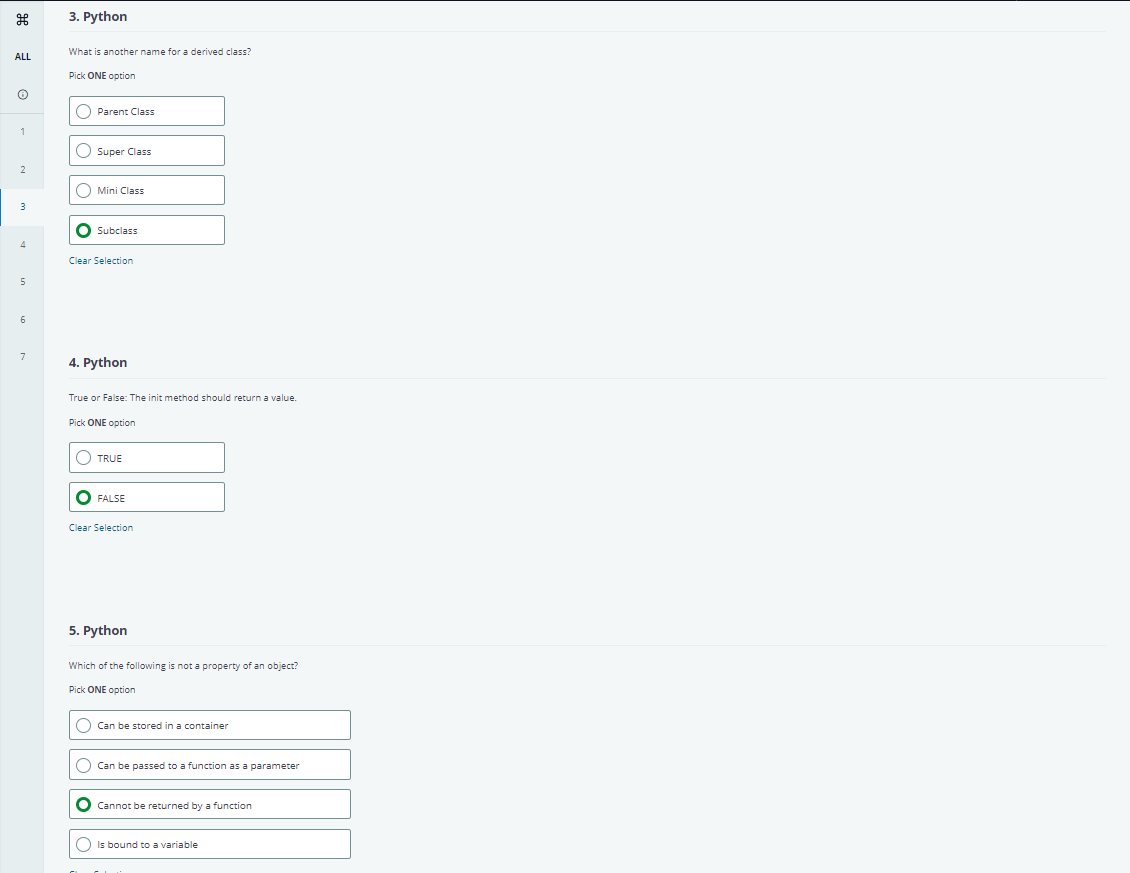 3. Python
ALL
What is another name for a derived class?
Pick ONE option
Parent Class
Super Class
Mini Class
Subclass
Clear Selection
1
2
3
4
5
6
7
4. Python
True or False: The init method should return a value.
Pick ONE option
TRUE
FALSE
Clear Selection
5. Python
Which of the following is not a property of an object?
Pick ONE option
Can be stored in a container
Can be passed to a function as a parameter
Cannot be returned by a function
Is bound to a variable